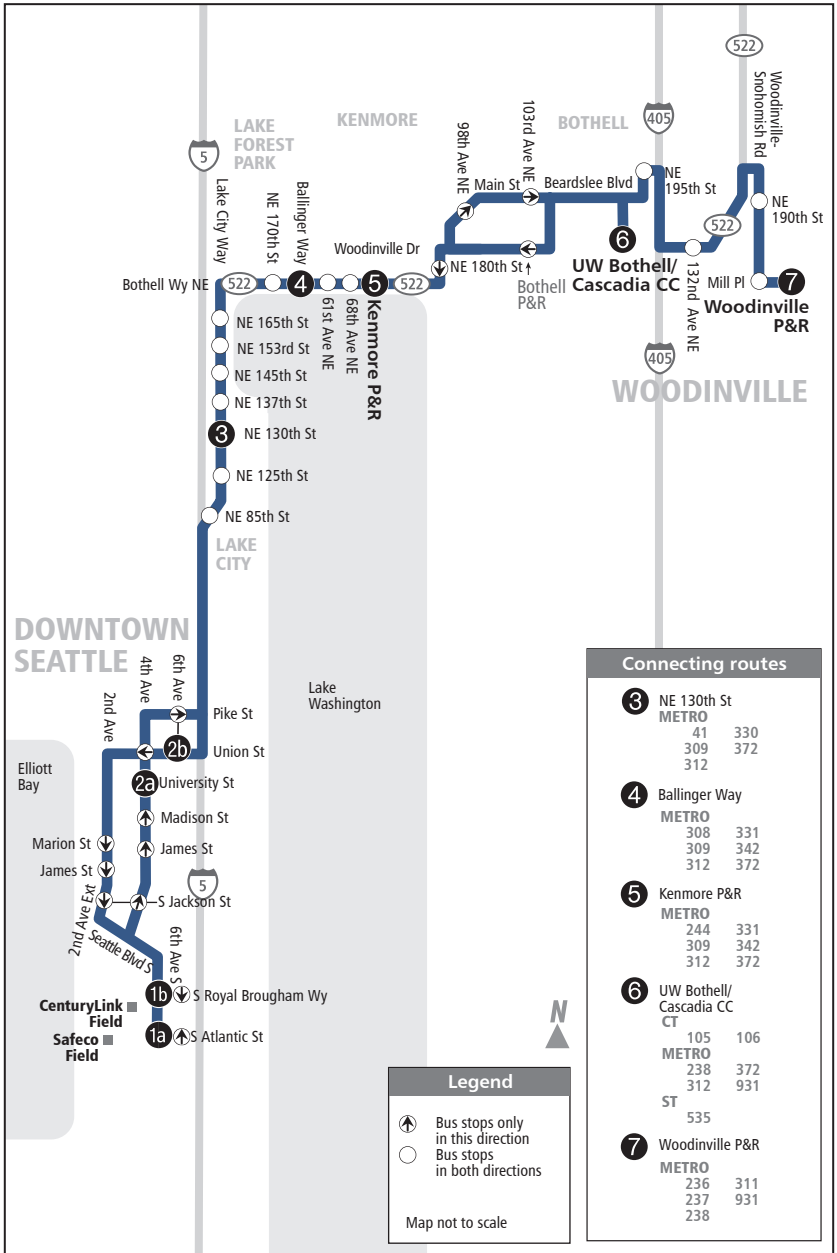 522
Woodinville-
Snohomish Rd
405
5
LAKE
FOREST
PARK
KENMORE
BOTHELL
98th Ave NE
103rd Ave NE
Main St
Beardslee Blvd
NE
195th St
NE
190th St
522
Lake City Way
NE 170th St
Ballinger Way
Woodinville Dr
NE 180th St
Bothell
P&R
6
UW Bothell/
Cascadia CC
132nd Ave NE
Mill Pl
7
Woodinville
P&R
Bothell Wy NE
522
4
61st Ave NE
68th Ave NE
5
Kenmore P&R
522
405
WOODINVILLE
NE 165th St
NE 153rd St
NE 145th St
NE 137th St
3
NE 130th St
NE 125th St
NE 85th St
LAKE
CITY
DOWNTOWN
SEATTLE
2nd Ave
4th Ave
6th Ave
Pike St
2b
Union St
2a
University St
Lake
Washington
Elliott
Bay
Madison St
Marion St
James St
James St
5
S Jackson St
2nd Ave Ext
Seattle Blvd S
6th Ave S
1b
S Royal Brougham Wy
CenturyLink
Field
1a
S Atlantic St
Safeco
Field
N
Legend
Bus stops only
in this direction
Bus stops
in both directions
Map not to scale
Connecting routes
3 NE 130th St
METRO
41 330
309 372
312
4 Ballinger Way
METRO
308 331
309 342
312 372
5 Kenmore P&R
METRO
244 331
309 342
312 372
6 UW Bothell/
Cascadia CC
CT
105 106
METRO
238 372
312 931
ST
535
7 Woodinville P&R
METRO
236 311
237 931
238